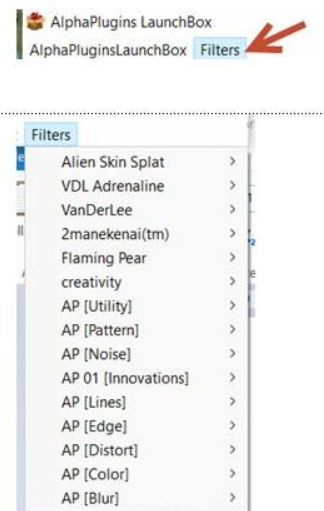 AlphaPlugins LaunchBox
AlphaPluginsLaunchBox Filters
Filters
Alien Skin Splat
VDL Adrenaline
VanDerLee
2manekenai(tm)
Flaming Pear
creativity
AP [Utility]
AP [Pattern]
AP [Noise]
AP 01 [Innovations]
AP [Lines]
AP [Edge]
AP [Distort]
AP [Color]
AP [Blur]